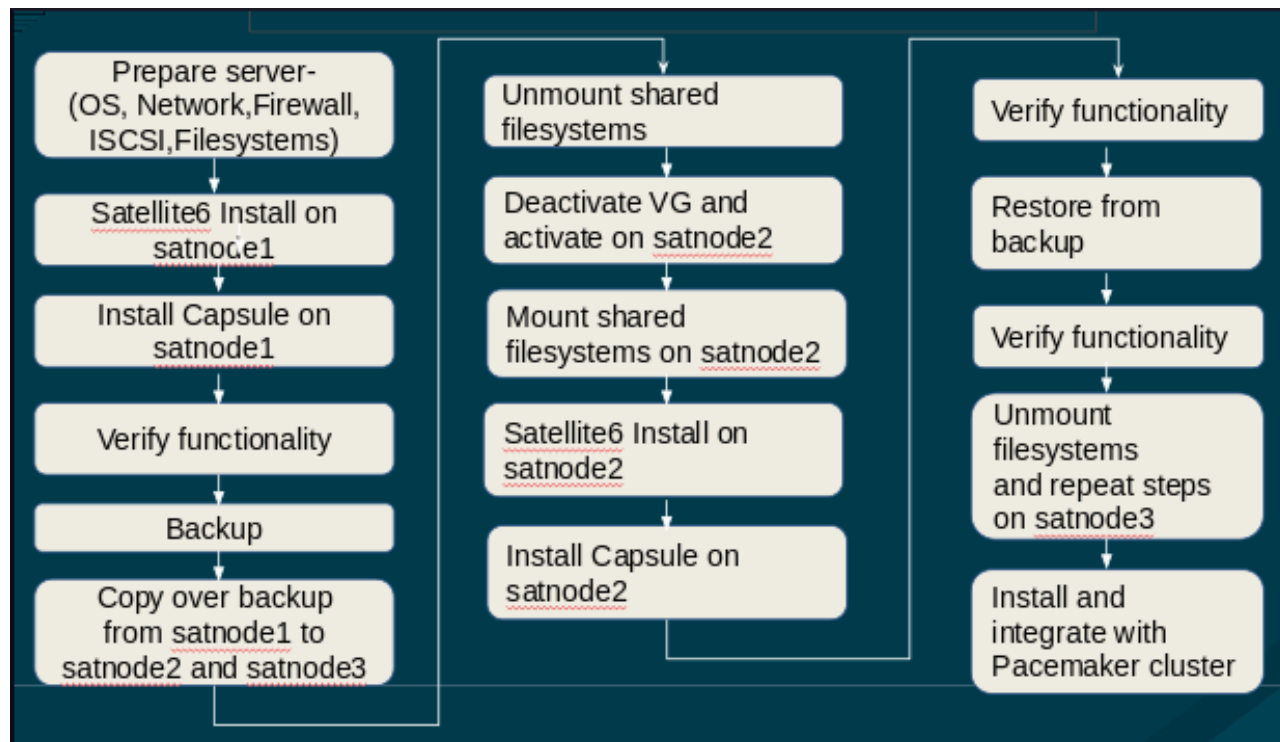 Prepare server-
(OS, Network,Firewall,
ISCSI,Filesystems)
Satellite6 Install on
satnode1
Install Capsule on
satnode1
Verify functionality
Backup
Copy over backup
from satnode1 to
satnode2 and satnode3
Unmount shared
filesystems
Deactivate VG and
activate on satnode2
Mount shared
filesystems on satnode2
Satellite6 Install on
satnode2
Install Capsule on
satnode2
Verify functionality
Restore from
backup
Verify functionality
Unmount
filesystems
and repeat steps
on satnode3
Install and
integrate with
Pacemaker cluster